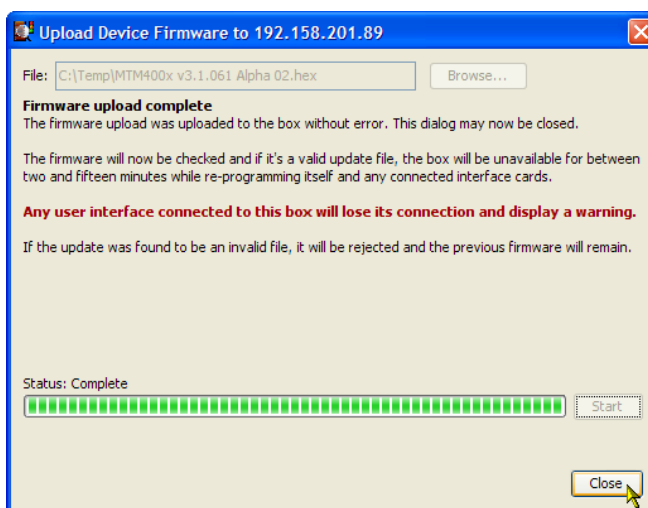 Upload Device Firmware to 192.158.201.89
File: C:\Temp\MTM400x v3.1.061 Alpha 02.hex Browse...
Firmware upload complete
The firmware upload was uploaded to the box without error. This dialog may now be closed.
The firmware will now be checked and if it's a valid update file, the box will be unavailable for between
two and fifteen minutes while re-programming itself and any connected interface cards.
Any user interface connected to this box will lose its connection and display a warning.
If the update was found to be an invalid file, it will be rejected and the previous firmware will remain.
Status: Complete
Start
Close